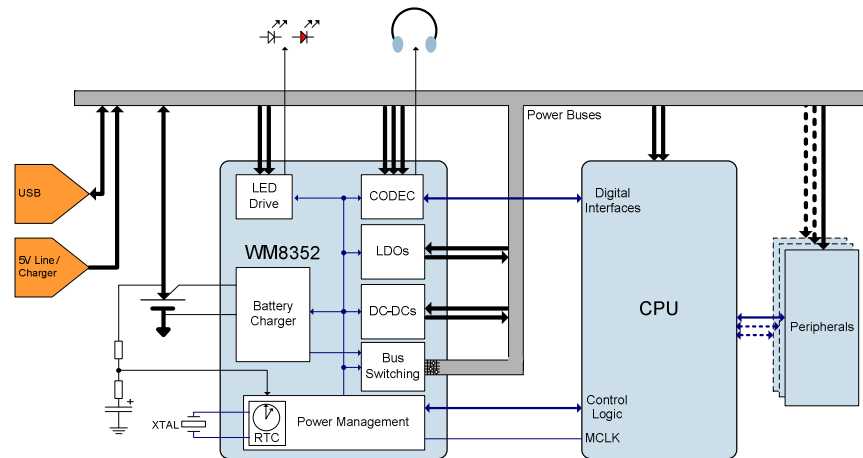 Power Buses
USB
5V Line /
Charger
LED
Drive
CODEC
Digital
Interfaces
WM8352
LDOs
Battery
Charger
DC-DCs
CPU
Peripherals
Bus
Switching
XTAL
RTC
Power Management
Control
Logic
MCLK
+